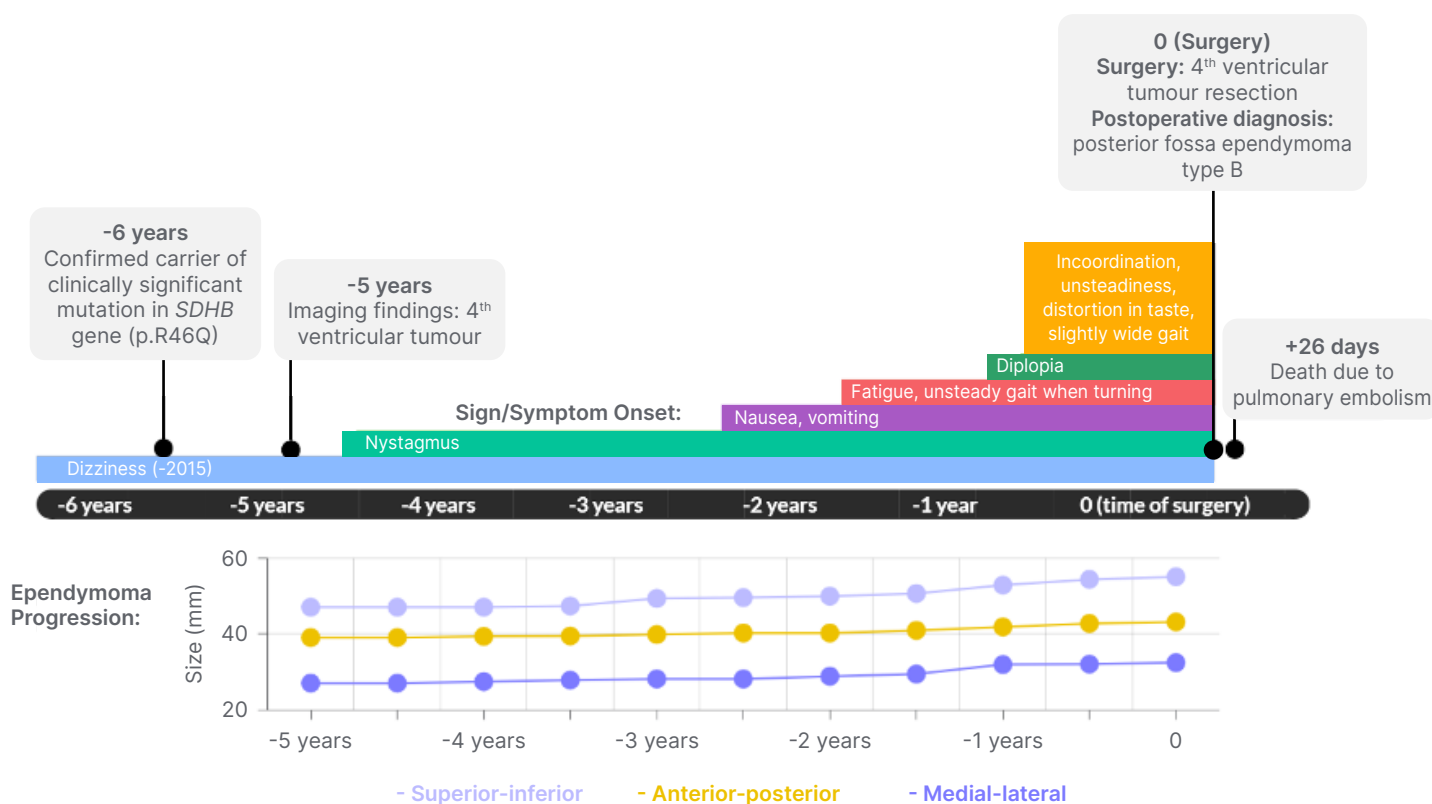 0 (Surgery)
Surgery: 4th ventricular
tumour resection
Postoperative diagnosis:
posterior fossa ependymoma
type B
-6 years
Confirmed carrier of
clinically significant
mutation in SDHB
gene (p.R46Q)
-5 years
Imaging findings: 4th
ventricular tumour
Incoordination,
unsteadiness,
distortion in taste,
slightly wide gait
+26 days
Death due to
pulmonary embolism
Diplopia
Fatigue, unsteady gait when turning
Sign/Symptom Onset:
Nausea, vomiting
Nystagmus
Dizziness (-2015)
-6 years -5 years -4 years -3 years -2 years -1 year 0 (time of surgery)
Ependymoma
Progression:
Size (mm)
60
40
20
-5 years -4 years -3 years -2 years -1 years 0
- Superior-inferior - Anterior-posterior - Medial-lateral